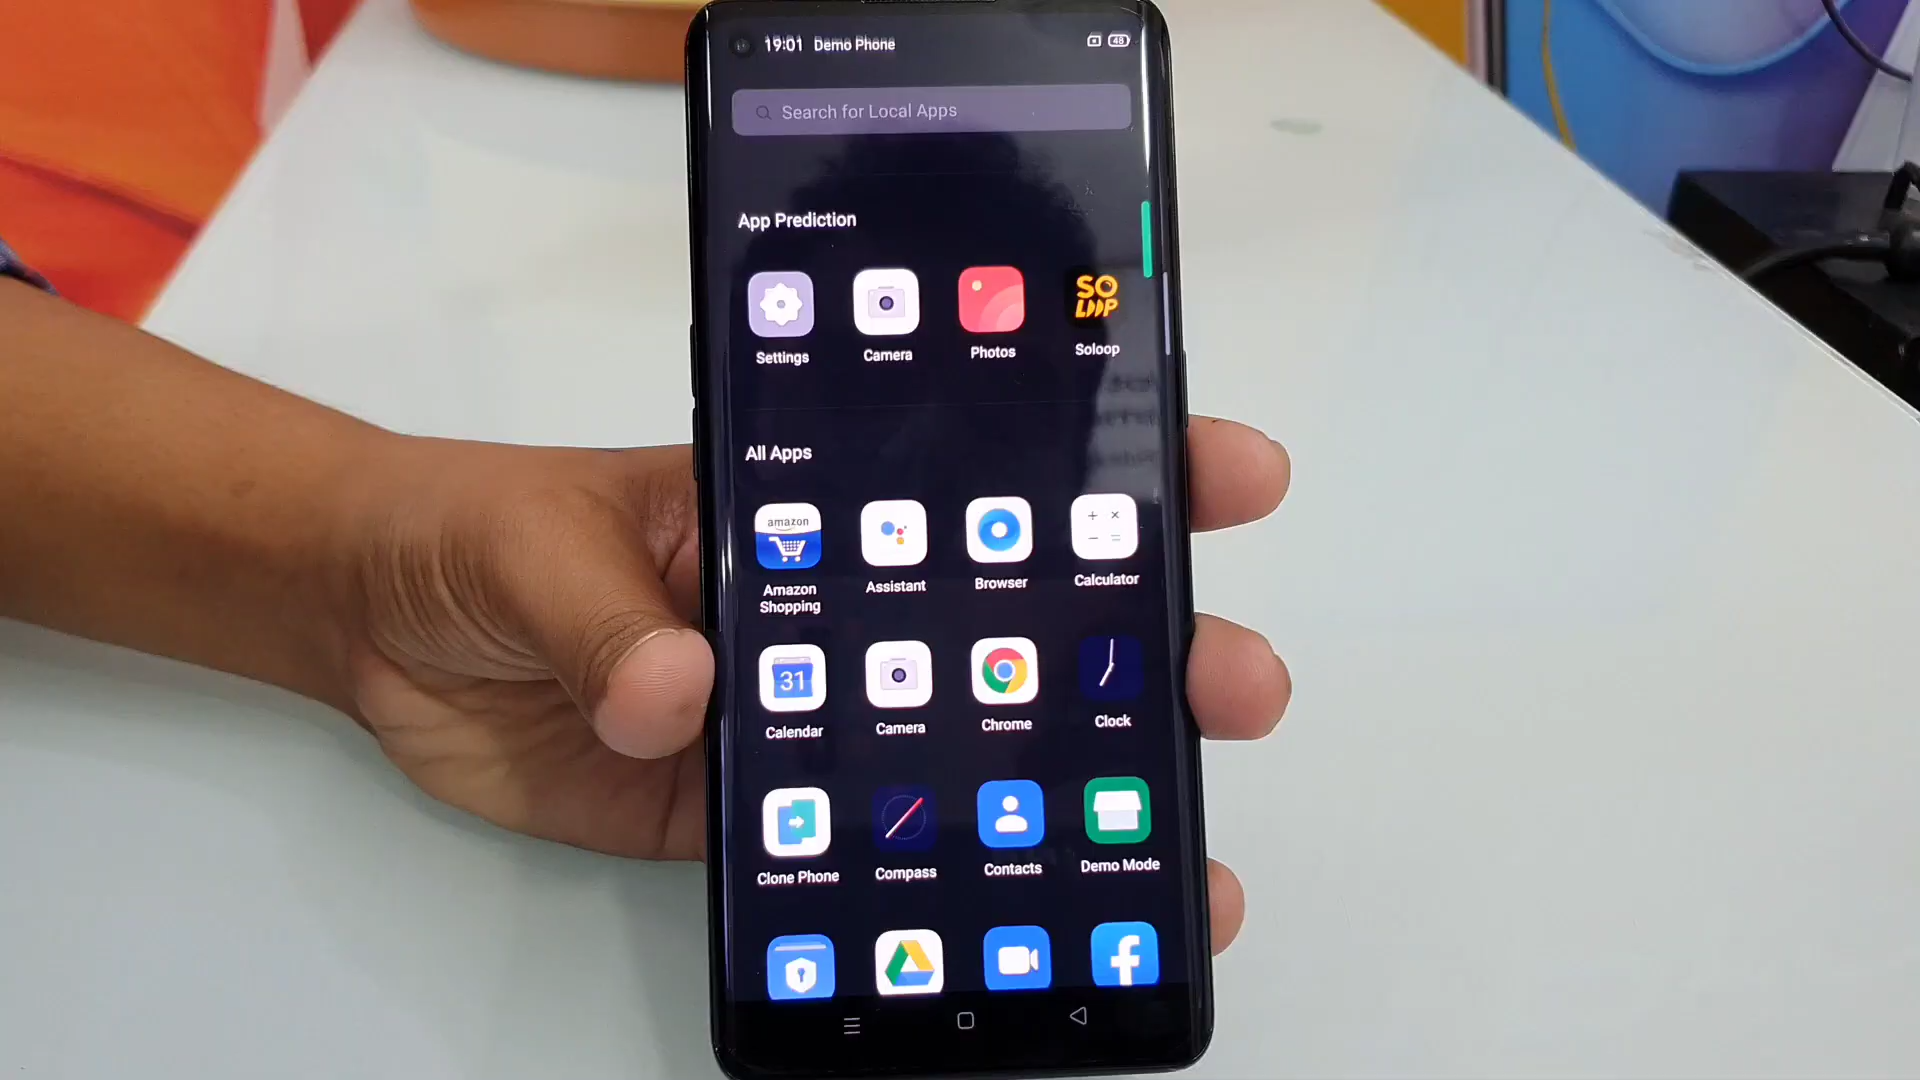 19:01 Demo Phone 48
Search for Local Apps
App Prediction
SO
LOOP
Settings Camera Photos Soloop
All Apps
amazon
Amazon Shopping Assistant Browser Calculator
31
Calendar Camera Chrome Clock
Clone Phone Compass Contacts Demo Mode
f